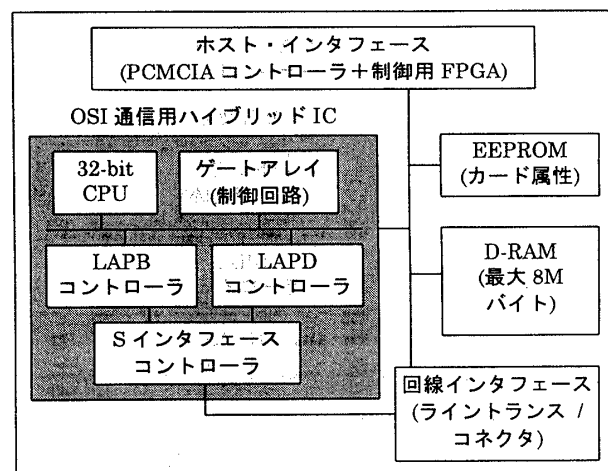 ホスト・インタフェース
(PCMCIA コントローラ＋制御用 FPGA)
OSI 通信用ハイブリッド IC
32-bit
CPU
ゲートアレイ
(制御回路)
EEPROM
(カード属性)
LAPB
コントローラ
LAPD
コントローラ
D-RAM
(最大 8M
バイト)
S インタフェース
コントローラ
回線インタフェース
(ライントランス /
コネクタ)